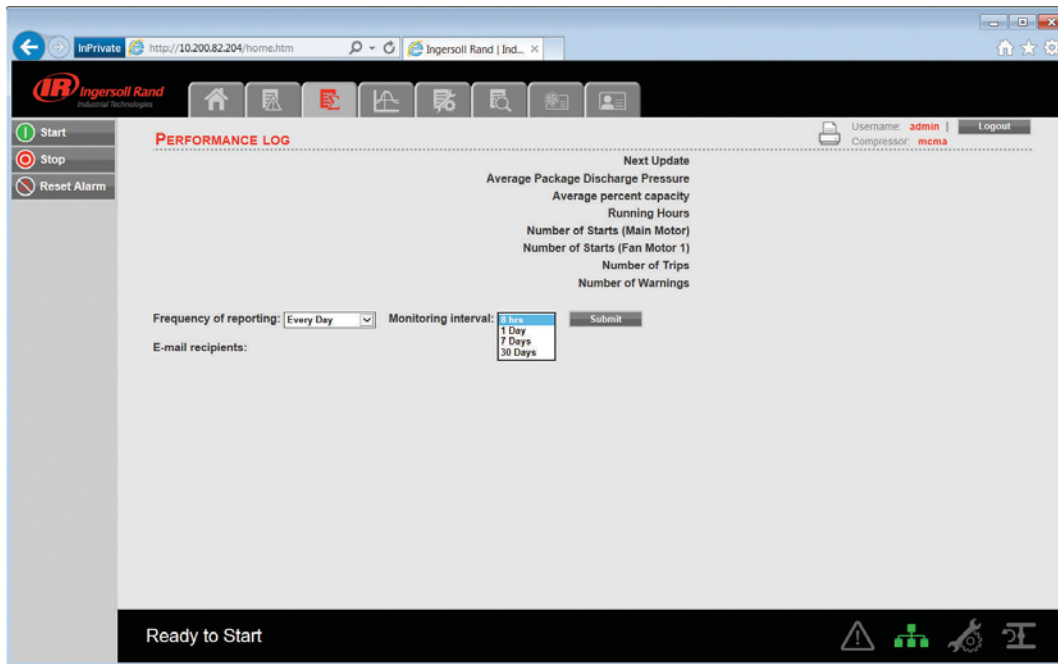 InPrivate http://10.200.82.204/home.htm Ingersoll Rand | Ind...
IR Ingersoll Rand
Industrial Technologies
Start
Stop
Reset Alarm
PERFORMANCE LOG
Username: admin | Logout
Compressor: mcma
Next Update
Average Package Discharge Pressure
Average percent capacity
Running Hours
Number of Starts (Main Motor)
Number of Starts (Fan Motor 1)
Number of Trips
Number of Warnings
Frequency of reporting: Every Day Monitoring interval: 8 hrs Submit
1 Day
7 Days
30 Days
E-mail recipients:
Ready to Start